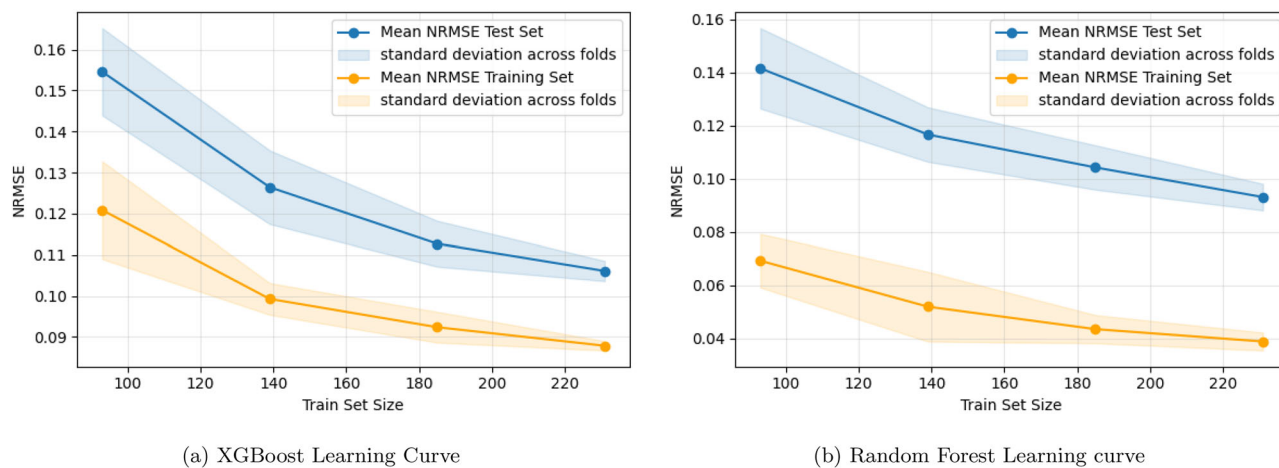 Mean NRMSE Test Set
standard deviation across folds
Mean NRMSE Training Set
standard deviation across folds
0.16
0.15
0.14
0.13
0.12
0.11
0.10
0.09
NRMSE
100 120 140 160 180 200 220
Train Set Size
(a) XGBoost Learning Curve
Mean NRMSE Test Set
standard deviation across folds
Mean NRMSE Training Set
standard deviation across folds
0.16
0.14
0.12
0.10
0.08
0.06
0.04
NRMSE
100 120 140 160 180 200 220
Train Set Size
(b) Random Forest Learning curve